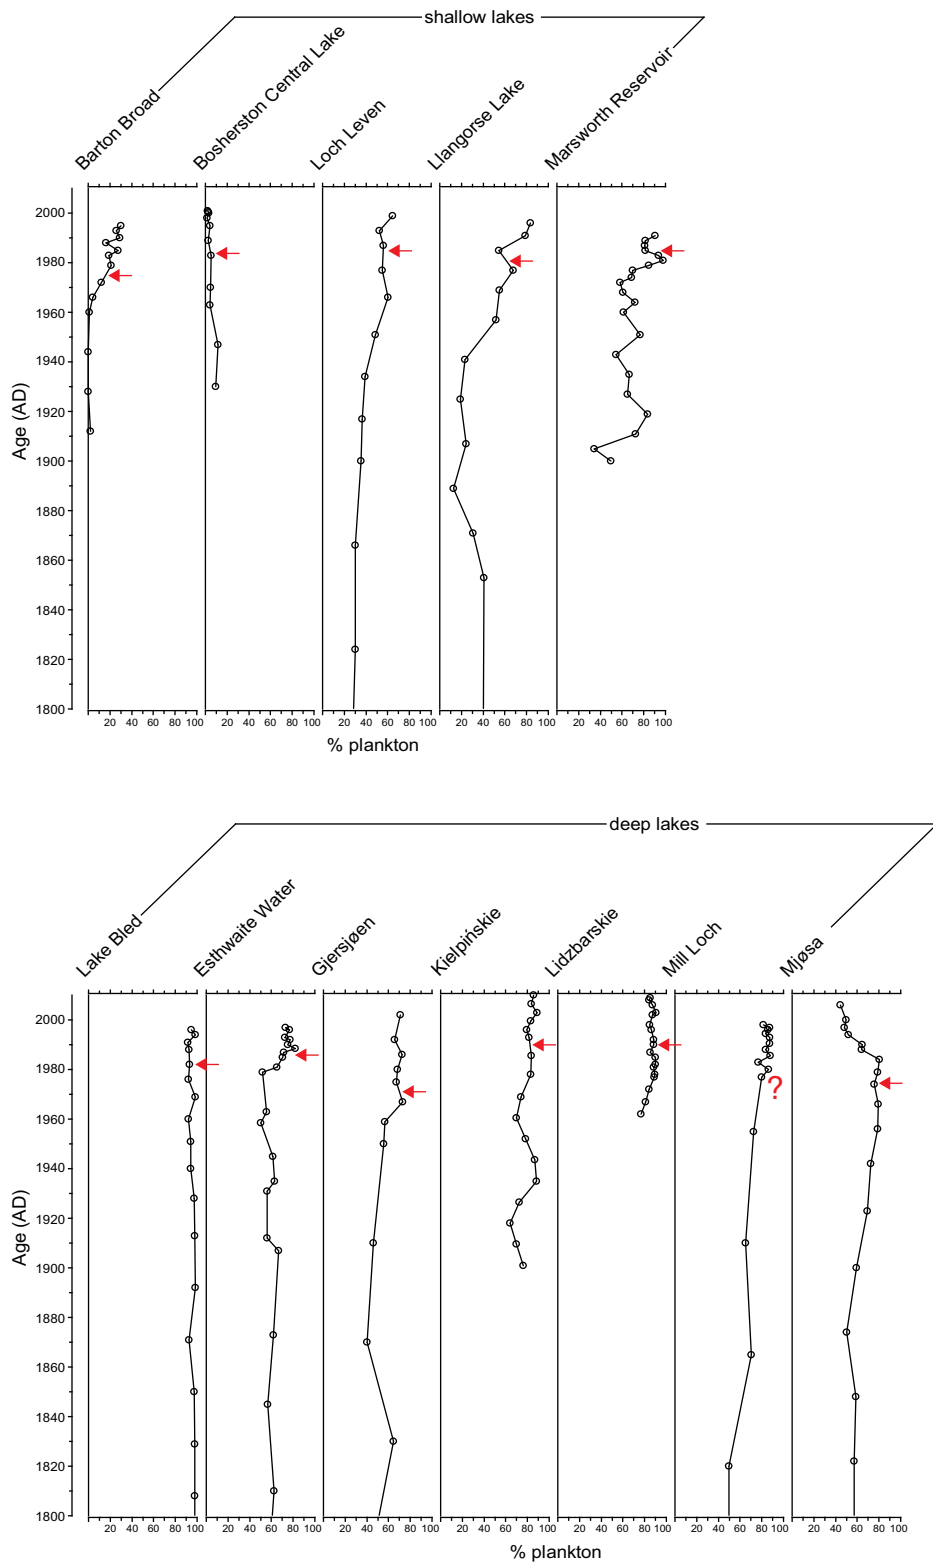 shallow lakes
Barton Broad
Bosherston Central Lake
Loch Leven
Llangorse Lake
Marsworth Reservoir
Age (AD)
2000
1980
1960
1940
1920
1900
1880
1860
1840
1820
1800
20 40 60 80 100
20 40 60 80 100
20 40 60 80 100
20 40 60 80 100
20 40 60 80 100
% plankton
deep lakes
Lake Bled
Esthwaite Water
Gjersjøen
Kielpińskie
Lidzbarskie
Mill Loch
Mjøsa
Age (AD)
2000
1980
1960
1940
1920
1900
1880
1860
1840
1820
1800
?
20 40 60 80 100
20 40 60 80 100
20 40 60 80 100
20 40 60 80 100
20 40 60 80 100
20 40 60 80 100
20 40 60 80 100
% plankton